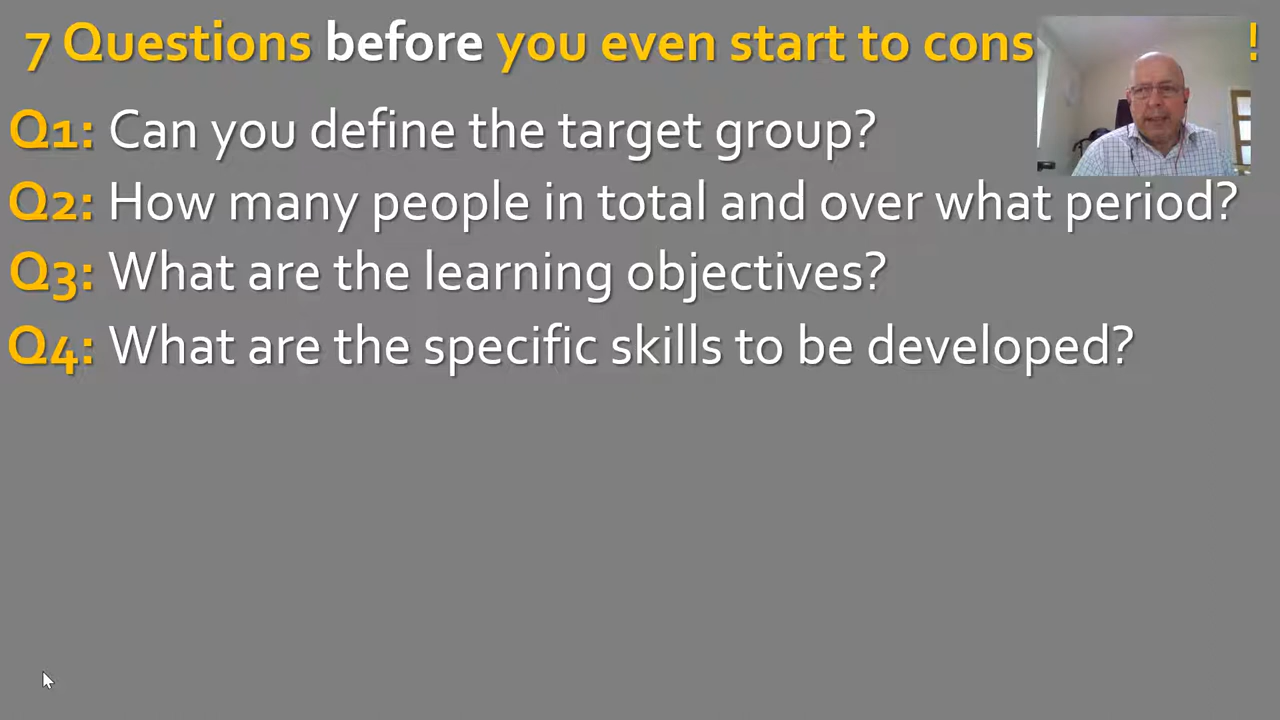 7 Questions before you even start to cons !
Q1: Can you define the target group?
Q2: How many people in total and over what period?
Q3: What are the learning objectives?
Q4: What are the specific skills to be developed?